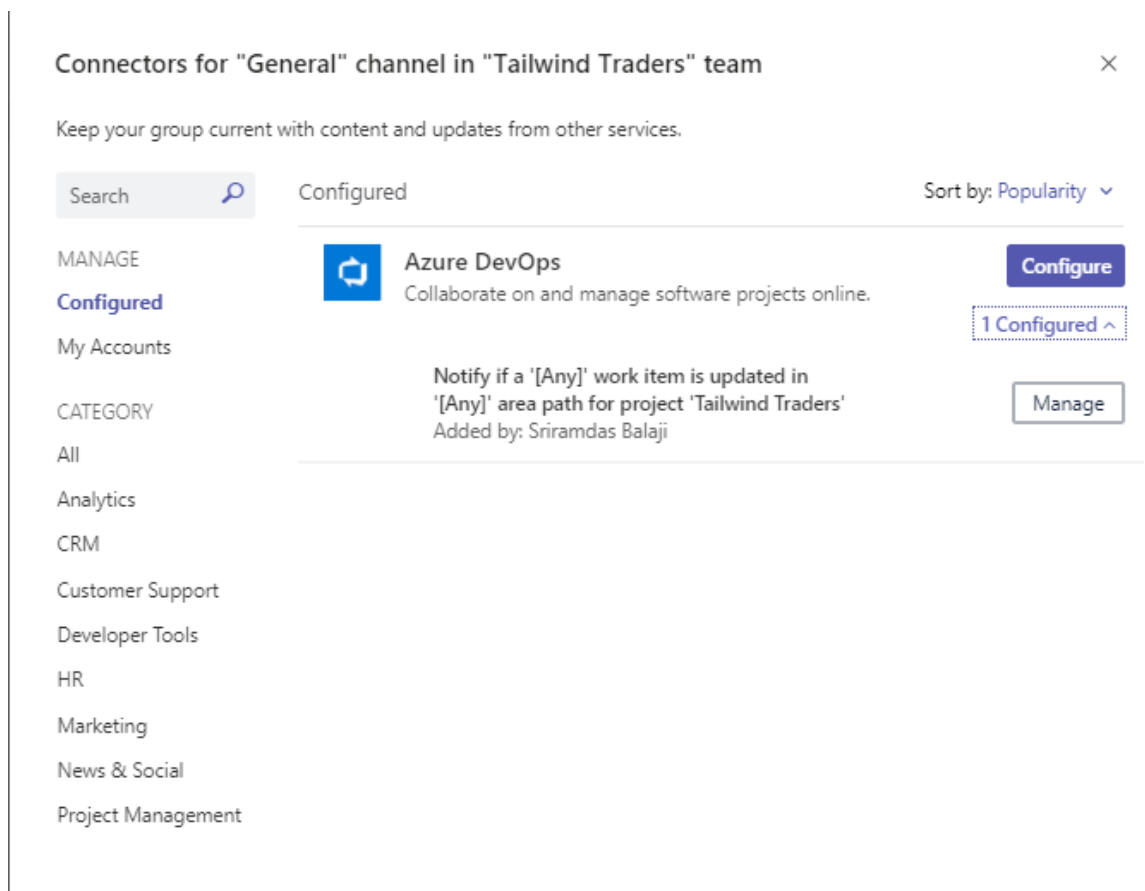 Connectors for "General" channel in "Tailwind Traders" team
Keep your group current with content and updates from other services.
Search
MANAGE
Configured
My Accounts
CATEGORY
All
Analytics
CRM
Customer Support
Developer Tools
HR
Marketing
News & Social
Project Management
Configured
Sort by: Popularity
Azure DevOps
Collaborate on and manage software projects online.
Configure
1 Configured
Notify if a '[Any]' work item is updated in
'[Any]' area path for project 'Tailwind Traders'
Added by: Sriramdas Balaji
Manage